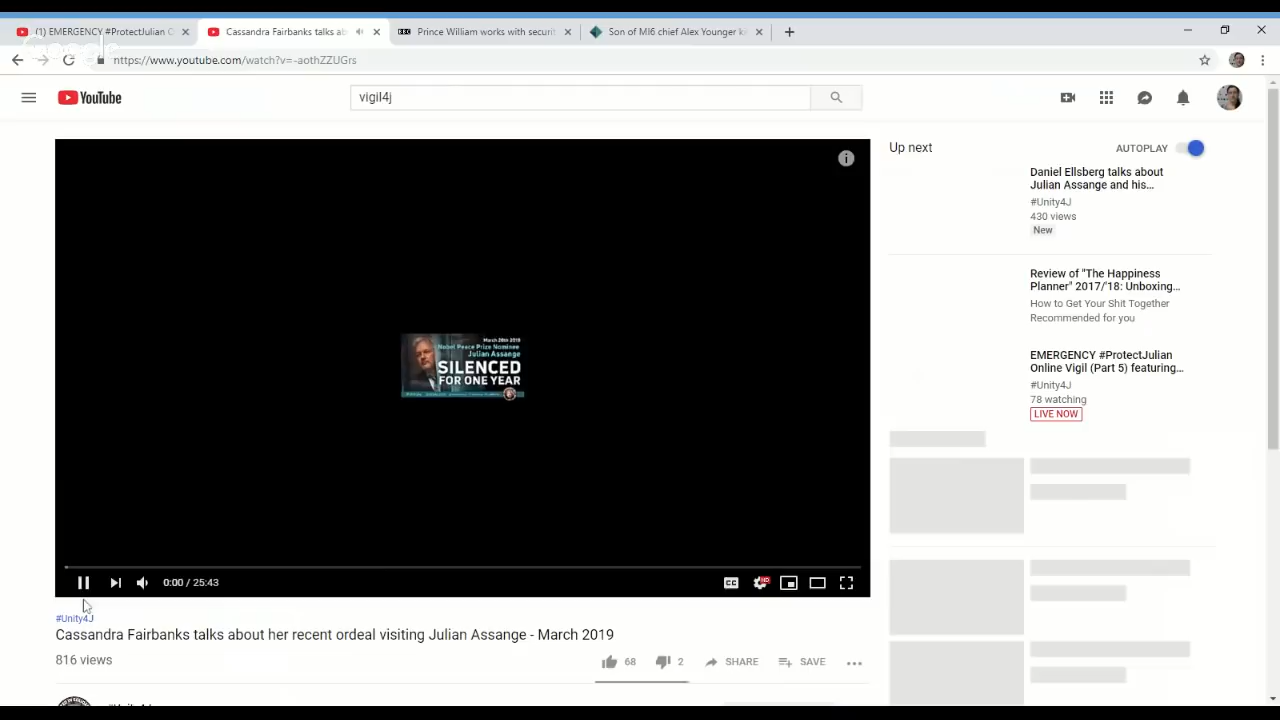 (1) EMERGENCY #ProtectJulian C
Cassandra Fairbanks talks ab
Prince William works with securit
Son of MI6 chief Alex Younger ki
https://www.youtube.com/watch?v=-aothZZUGrs
YouTube
vigil4j
March 28th 2019
Nobel Peace Prize Nominee
Julian Assange
SILENCED
FOR ONE YEAR
0:00 / 25:43
CC
HD
#Unity4J
Cassandra Fairbanks talks about her recent ordeal visiting Julian Assange - March 2019
816 views
68
2
SHARE
SAVE
Up next
AUTOPLAY
Daniel Ellsberg talks about
Julian Assange and his...
#Unity4J
430 views
New
Review of "The Happiness
Planner" 2017/'18: Unboxing...
How to Get Your Shit Together
Recommended for you
EMERGENCY #ProtectJulian
Online Vigil (Part 5) featuring...
#Unity4J
78 watching
LIVE NOW